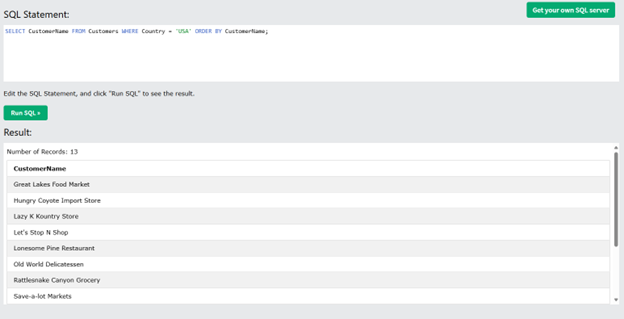 SQL Statement:
Get your own SQL server
SELECT CustomerName FROM Customers WHERE Country = 'USA' ORDER BY CustomerName;
Edit the SQL Statement, and click "Run SQL" to see the result.
Run SQL »
Result:
Number of Records: 13
CustomerName
Great Lakes Food Market
Hungry Coyote Import Store
Lazy K Kountry Store
Let's Stop N Shop
Lonesome Pine Restaurant
Old World Delicatessen
Rattlesnake Canyon Grocery
Save-a-lot Markets